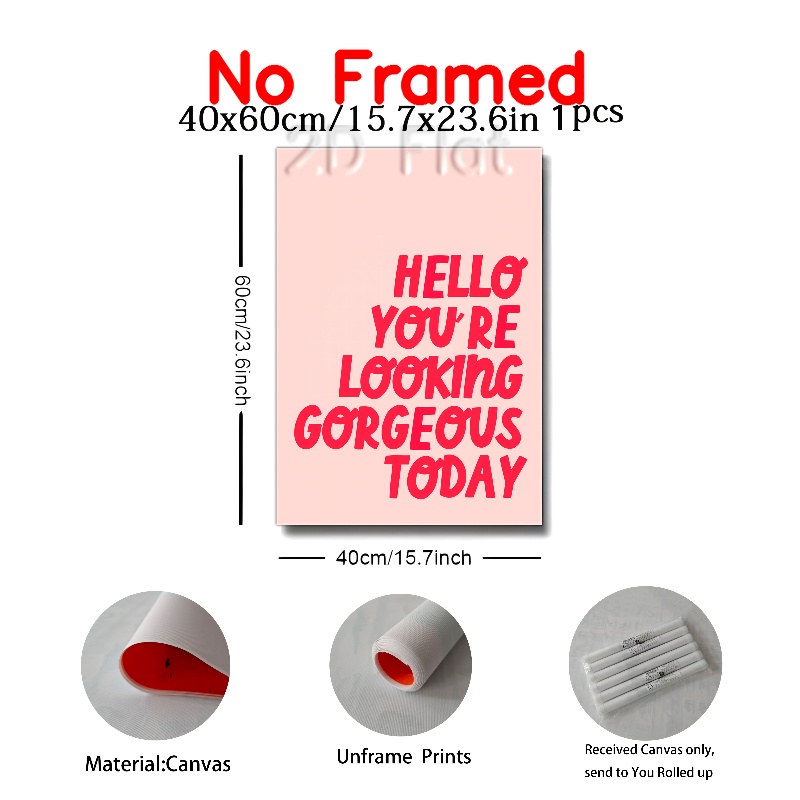 No Framed
40x60cm/15.7x23.6in 1pcs
2D Flat
60cm/23.6inch
HELLO
YOU'RE
LOOKING
GORGEOUS
TODAY
40cm/15.7inch
Material:Canvas
Unframe Prints
Received Canvas only,
send to You Rolled up